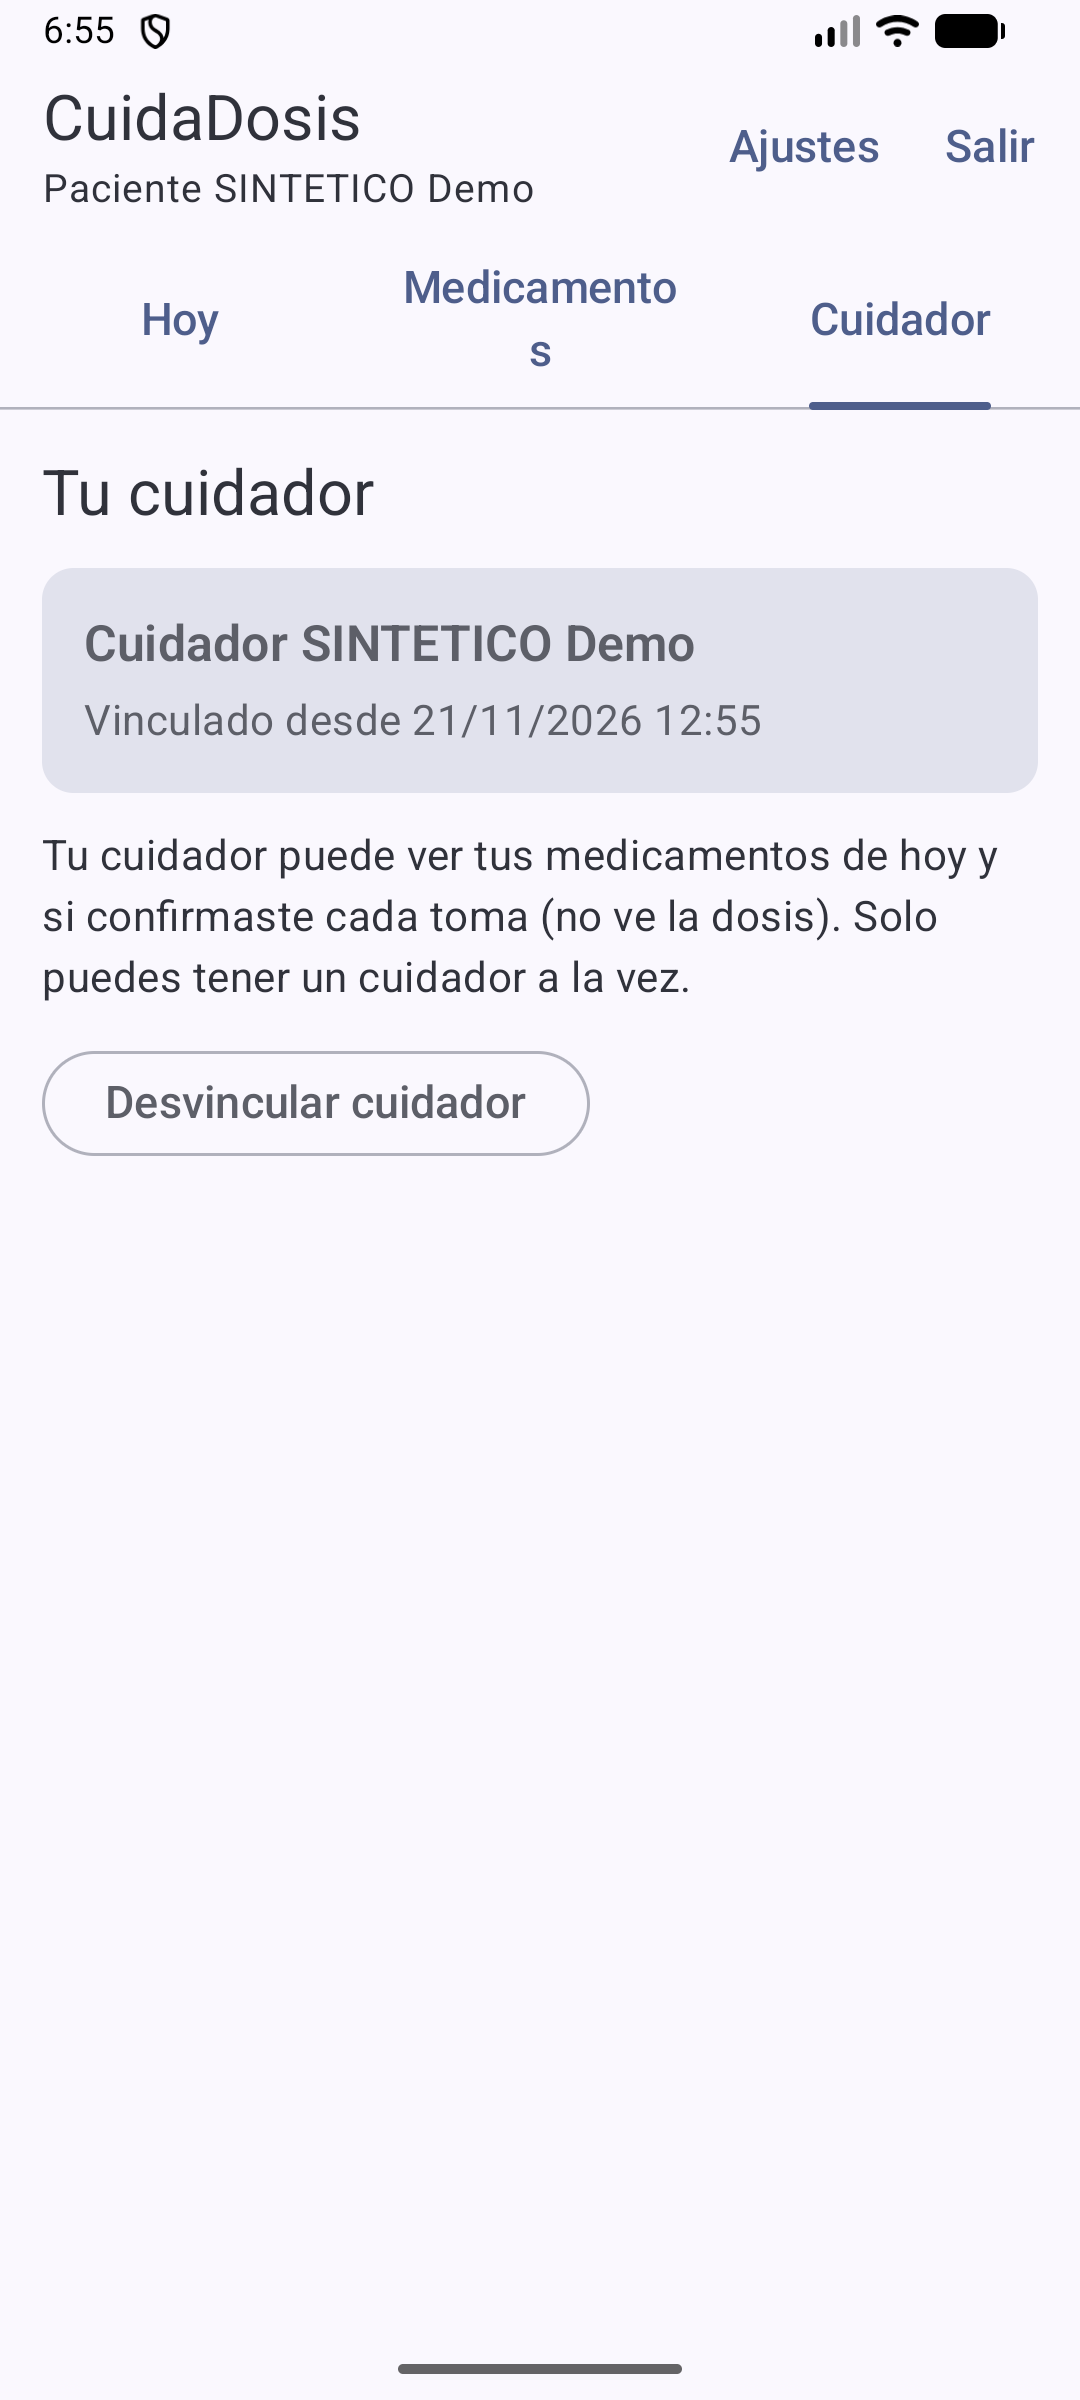 6:55
CuidaDosis
Paciente SINTETICO Demo
Ajustes
Salir
Hoy
Medicamento
s
Cuidador
Tu cuidador
Cuidador SINTETICO Demo
Vinculado desde 21/11/2026 12:55
Tu cuidador puede ver tus medicamentos de hoy y
si confirmaste cada toma (no ve la dosis). Solo
puedes tener un cuidador a la vez.
Desvincular cuidador